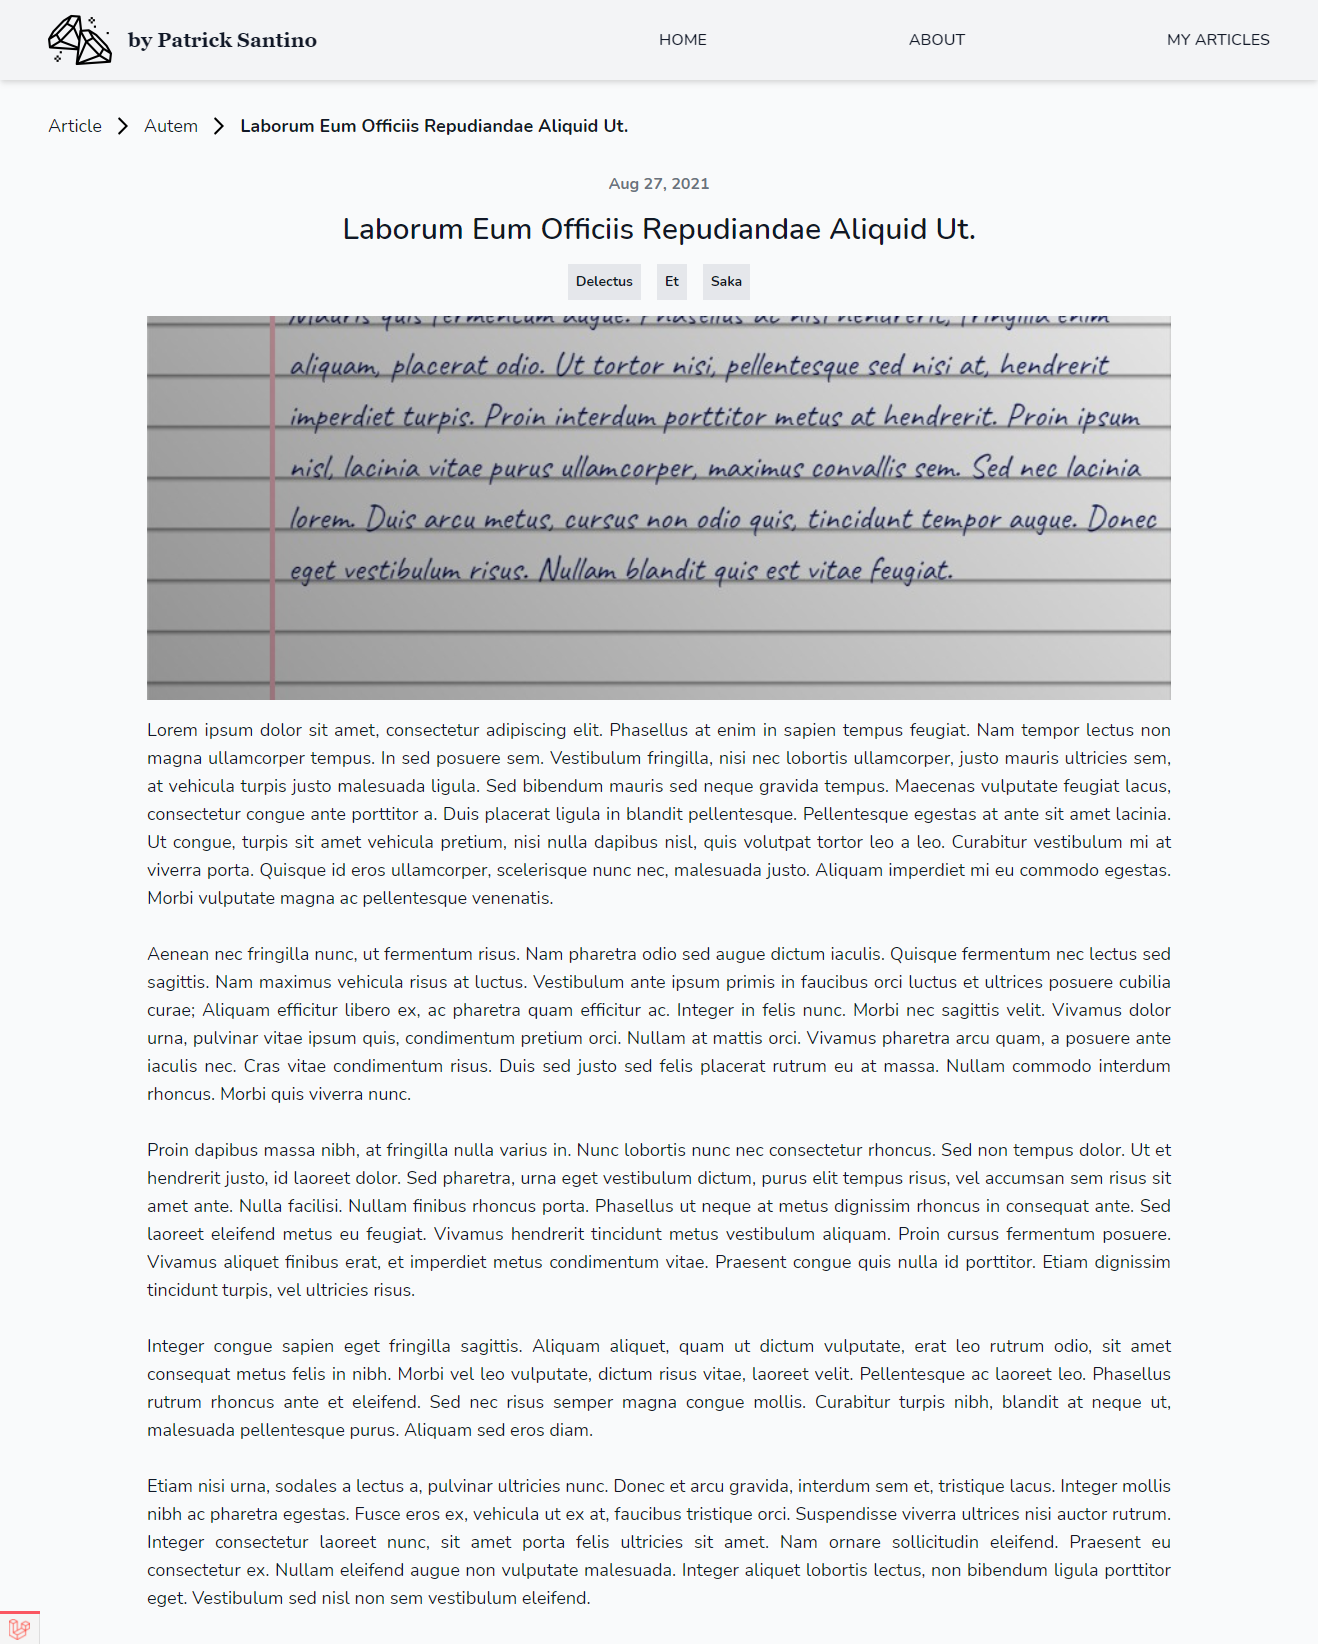 by Patrick Santino
HOME
ABOUT
MY ARTICLES
Article
Autem
Laborum Eum Officiis Repudiandae Aliquid Ut.
Aug 27, 2021
Laborum Eum Officiis Repudiandae Aliquid Ut.
Delectus
Et
Saka
Mauris quis fermentum augue. Phasellus ac nisl hendrerit, fringilla enim
aliquam, placerat odio. Ut tortor nisi, pellentesque sed nisi at, hendrerit
imperdiet turpis. Proin interdum porttitor metus at hendrerit. Proin ipsum
nisl, lacinia vitae purus ullamcorper, maximus convallis sem. Sed nec lacinia
lorem. Duis arcu metus, cursus non odio quis, tincidunt tempor augue. Donec
eget vestibulum risus. Nullam blandit quis est vitae feugiat.
Lorem ipsum dolor sit amet, consectetur adipiscing elit. Phasellus at enim in sapien tempus feugiat. Nam tempor lectus non
magna ullamcorper tempus. In sed posuere sem. Vestibulum fringilla, nisi nec lobortis ullamcorper, justo mauris ultricies sem,
at vehicula turpis justo malesuada ligula. Sed bibendum mauris sed neque gravida tempus. Maecenas vulputate feugiat lacus,
consectetur congue ante porttitor a. Duis placerat ligula in blandit pellentesque. Pellentesque egestas at ante sit amet lacinia.
Ut congue, turpis sit amet vehicula pretium, nisi nulla dapibus nisl, quis volutpat tortor leo a leo. Curabitur vestibulum mi at
viverra porta. Quisque id eros ullamcorper, scelerisque nunc nec, malesuada justo. Aliquam imperdiet mi eu commodo egestas.
Morbi vulputate magna ac pellentesque venenatis.
Aenean nec fringilla nunc, ut fermentum risus. Nam pharetra odio sed augue dictum iaculis. Quisque fermentum nec lectus sed
sagittis. Nam maximus vehicula risus at luctus. Vestibulum ante ipsum primis in faucibus orci luctus et ultrices posuere cubilia
curae; Aliquam efficitur libero ex, ac pharetra quam efficitur ac. Integer in felis nunc. Morbi nec sagittis velit. Vivamus dolor
urna, pulvinar vitae ipsum quis, condimentum pretium orci. Nullam at mattis orci. Vivamus pharetra arcu quam, a posuere ante
iaculis nec. Cras vitae condimentum risus. Duis sed justo sed felis placerat rutrum eu at massa. Nullam commodo interdum
rhoncus. Morbi quis viverra nunc.
Proin dapibus massa nibh, at fringilla nulla varius in. Nunc lobortis nunc nec consectetur rhoncus. Sed non tempus dolor. Ut et
hendrerit justo, id laoreet dolor. Sed pharetra, urna eget vestibulum dictum, purus elit tempus risus, vel accumsan sem risus sit
amet ante. Nulla facilisi. Nullam finibus rhoncus porta. Phasellus ut neque at metus dignissim rhoncus in consequat ante. Sed
laoreet eleifend metus eu feugiat. Vivamus hendrerit tincidunt metus vestibulum aliquam. Proin cursus fermentum posuere.
Vivamus aliquet finibus erat, et imperdiet metus condimentum vitae. Praesent congue quis nulla id porttitor. Etiam dignissim
tincidunt turpis, vel ultricies risus.
Integer congue sapien eget fringilla sagittis. Aliquam aliquet, quam ut dictum vulputate, erat leo rutrum odio, sit amet
consequat metus felis in nibh. Morbi vel leo vulputate, dictum risus vitae, laoreet velit. Pellentesque ac laoreet leo. Phasellus
rutrum rhoncus ante et eleifend. Sed nec risus semper magna congue mollis. Curabitur turpis nibh, blandit at neque ut,
malesuada pellentesque purus. Aliquam sed eros diam.
Etiam nisi urna, sodales a lectus a, pulvinar ultricies nunc. Donec et arcu gravida, interdum sem et, tristique lacus. Integer mollis
nibh ac pharetra egestas. Fusce eros ex, vehicula ut ex at, faucibus tristique orci. Suspendisse viverra ultrices nisi auctor rutrum.
Integer consectetur laoreet nunc, sit amet porta felis ultricies sit amet. Nam ornare sollicitudin eleifend. Praesent eu
consectetur ex. Nullam eleifend augue non vulputate malesuada. Integer aliquet lobortis lectus, non bibendum ligula porttitor
eget. Vestibulum sed nisl non sem vestibulum eleifend.